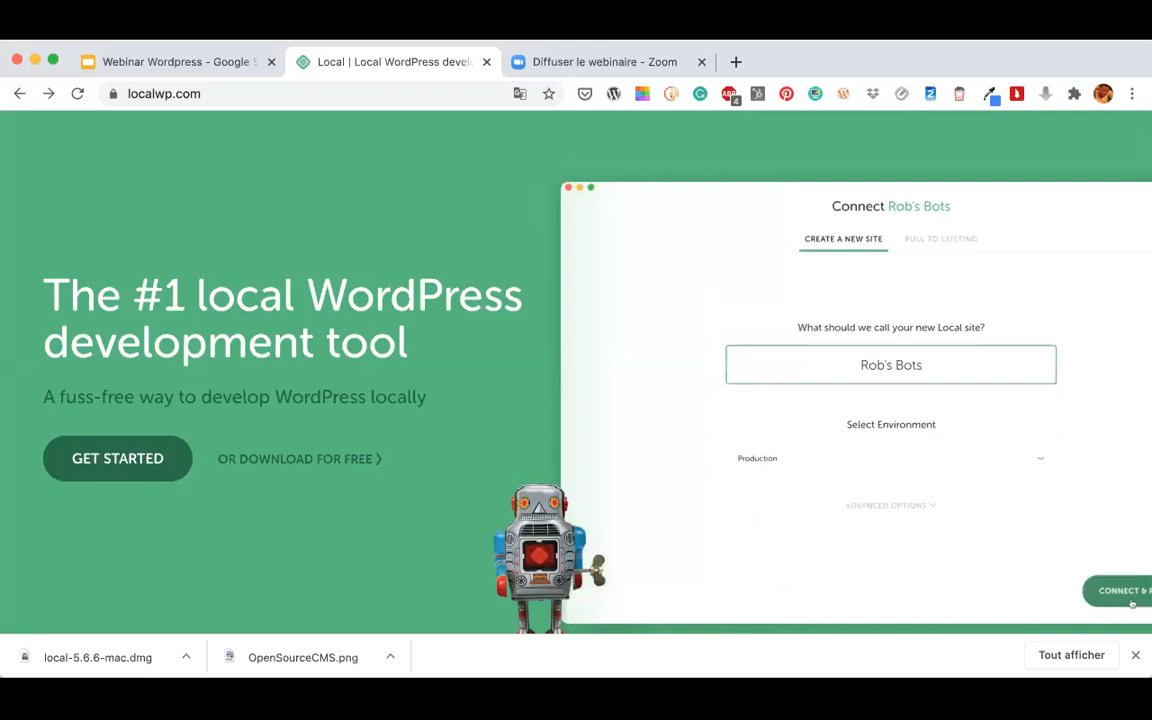 Webinar Wordpress - Google S
Local | Local WordPress develo
Diffuser le webinaire - Zoom
localwp.com
4
2
Connect Rob's Bots
CREATE A NEW SITE
PULL TO EXISTING
The #1 local WordPress
development tool
What should we call your new Local site?
Rob's Bots
A fuss-free way to develop WordPress locally
Select Environment
GET STARTED
OR DOWNLOAD FOR FREE
Production
ADVANCED OPTIONS
CONNECT &
local-5.6.6-mac.dmg
OpenSourceCMS.png
Tout afficher